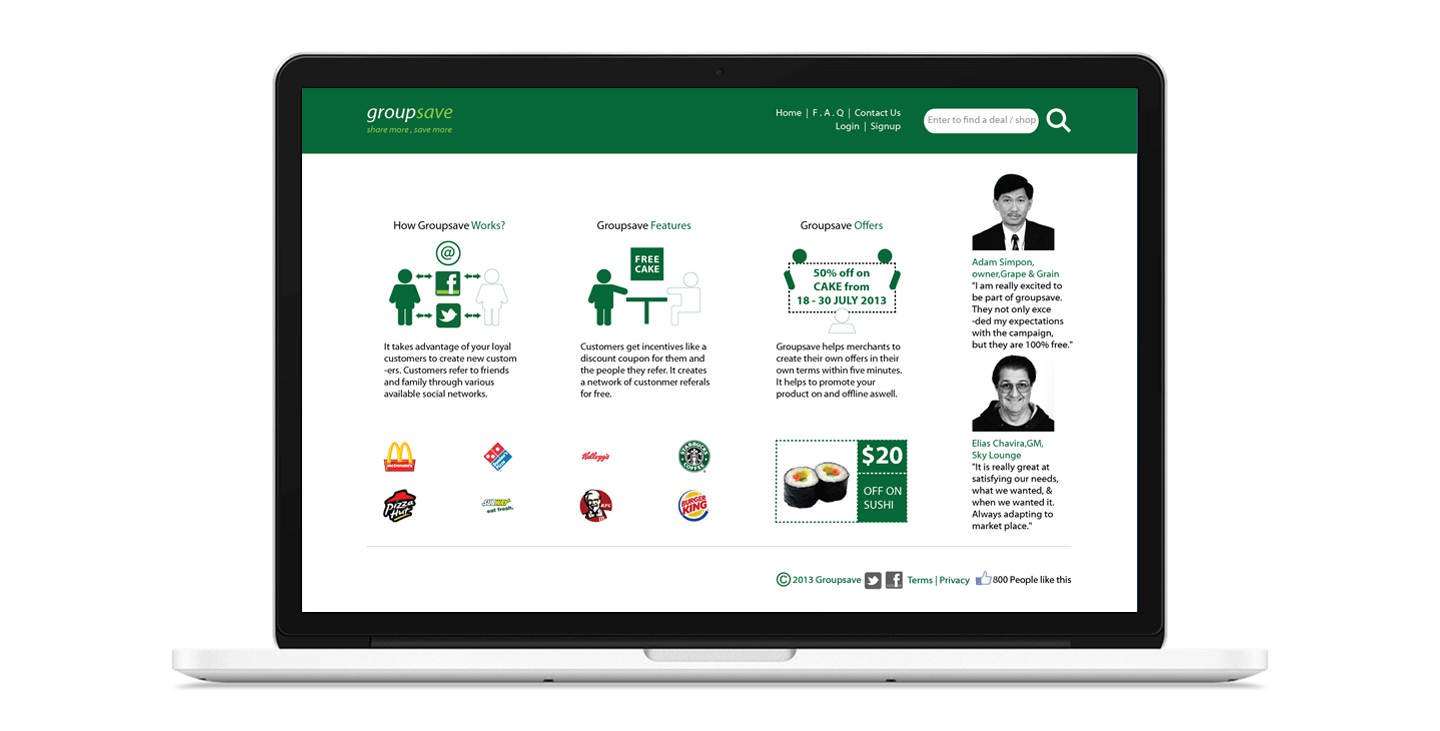 groupsave
share more , save more
Home | F . A . Q | Contact Us
Login | Signup
Enter to find a deal / shop
How Groupsave Works?
@
f
It takes advantage of your loyal
customers to create new custom
-ers. Customers refer to friends
and family through various
available social networks.
Groupsave Features
FREE
CAKE
Customers get incentives like a
discount coupon for them and
the people they refer. It creates
a network of custonmer referals
for free.
Groupsave Offers
50% off on
CAKE from
18 - 30 JULY 2013
Groupsave helps merchants to
create their own offers in their
own terms within five minutes.
It helps to promote your
product on and offline aswell.
Adam Simpon,
owner,Grape & Grain
"I am really excited to
be part of groupsave.
They not only exce
-ded my expectations
with the campaign,
but they are 100% free."
Elias Chavira,GM,
Sky Lounge
"It is really great at
satisfying our needs,
what we wanted, &
when we wanted it.
Always adapting to
market place."
McDonald's
Domino's
Pizza
Kellogg's
STARBUCKS
COFFEE
Pizza
Hut
SUBWAY
eat fresh.
KFC
BURGER
KING
$20
OFF ON
SUSHI
© 2013 Groupsave
f
Terms | Privacy
800 People like this